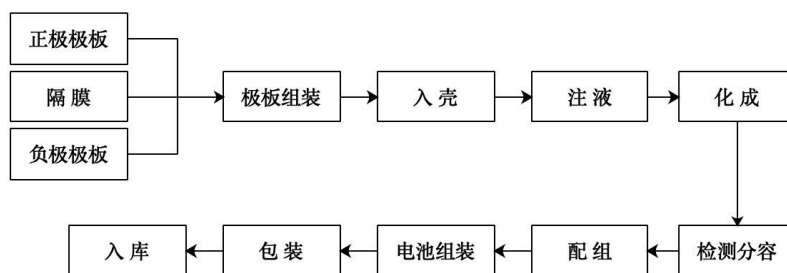 正极极板
隔 膜
负极极板
极板组装
入 壳
注 液
化 成
检测分容
配 组
电池组装
包 装
入 库